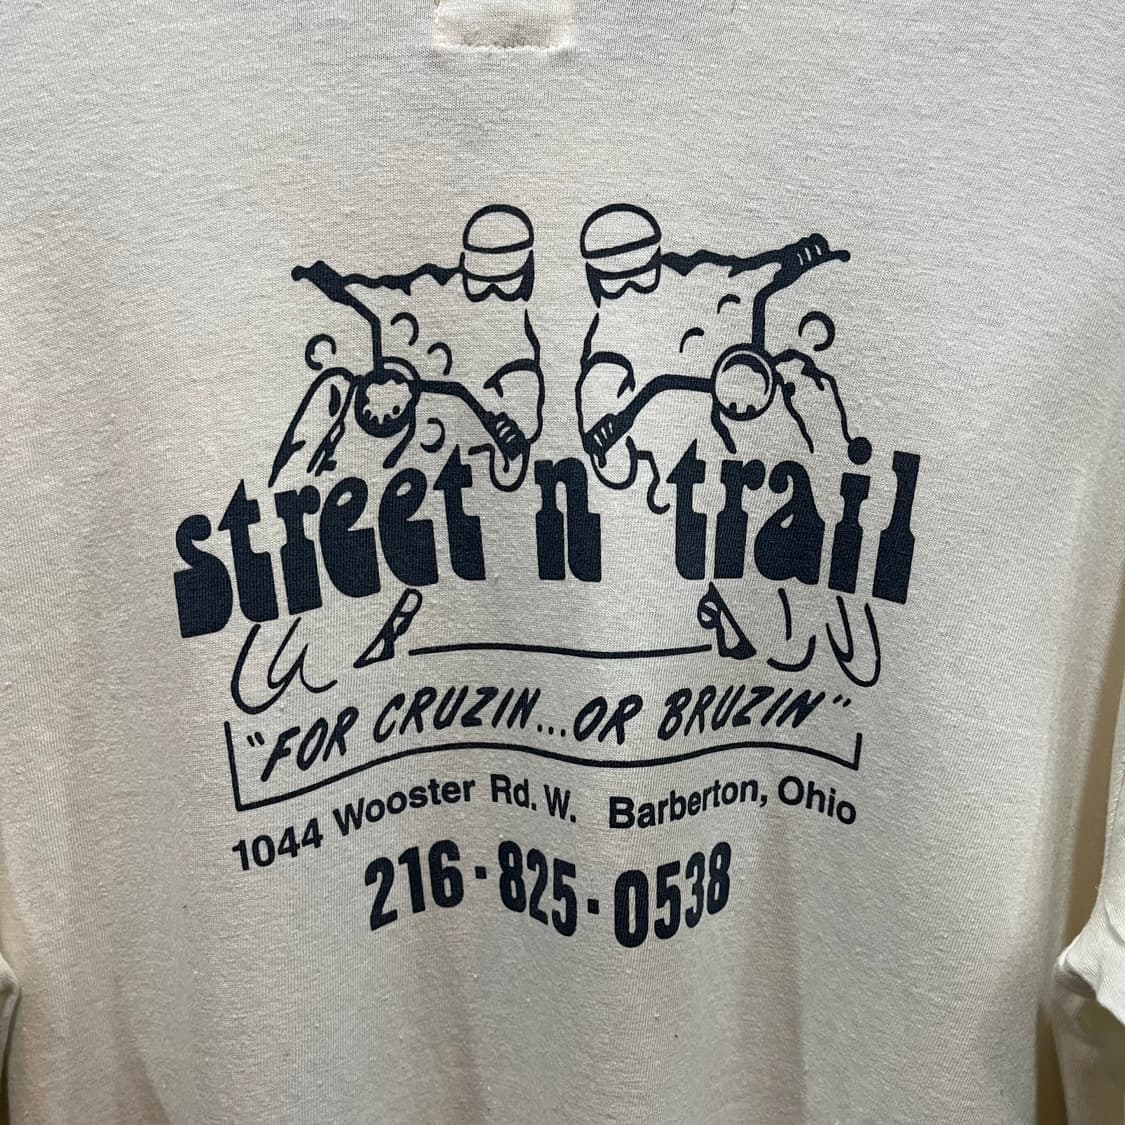 street 'n trail
"FOR CRUZIN...OR BRUZIN"
1044 Wooster Rd. W. Barberton, Ohio
216-825-0538